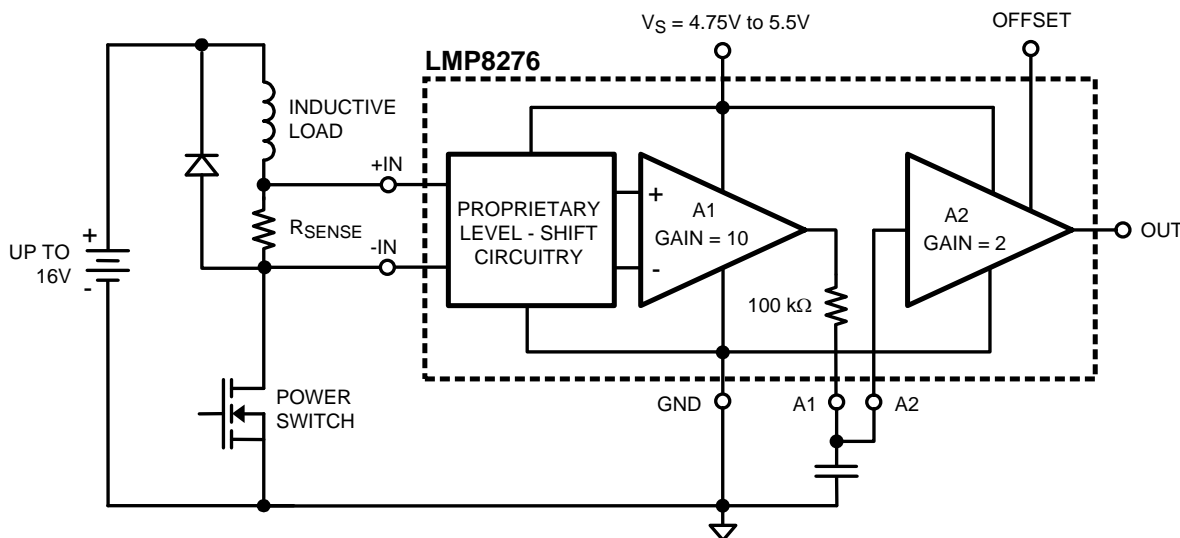 V_S = 4.75V to 5.5V
OFFSET
LMP8276
INDUCTIVE
LOAD
+IN
PROPRIETARY
LEVEL - SHIFT
CIRCUITRY
+
-
A1
GAIN = 10
A2
GAIN = 2
OUT
R_SENSE
-IN
+
UP TO
16V
-
100 kΩ
POWER
SWITCH
GND
A1
A2